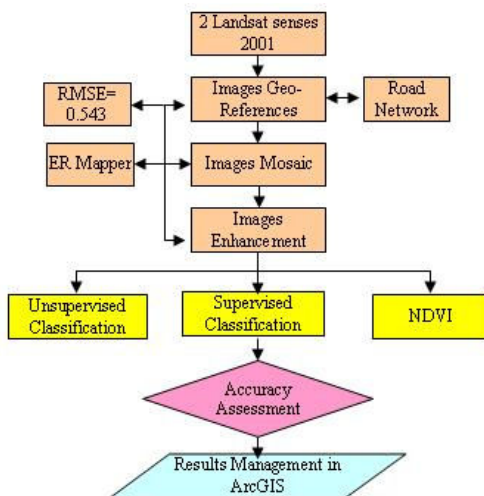 2 Landsat senses
2001
RMSE=
0.543
Images Geo-
References
Road
Network
ER Mapper
Images Mosaic
Images
Enhancement
Unsupervised
Classification
Supervised
Classification
NDVI
Accuracy
Assessment
Results Management in
ArcGIS